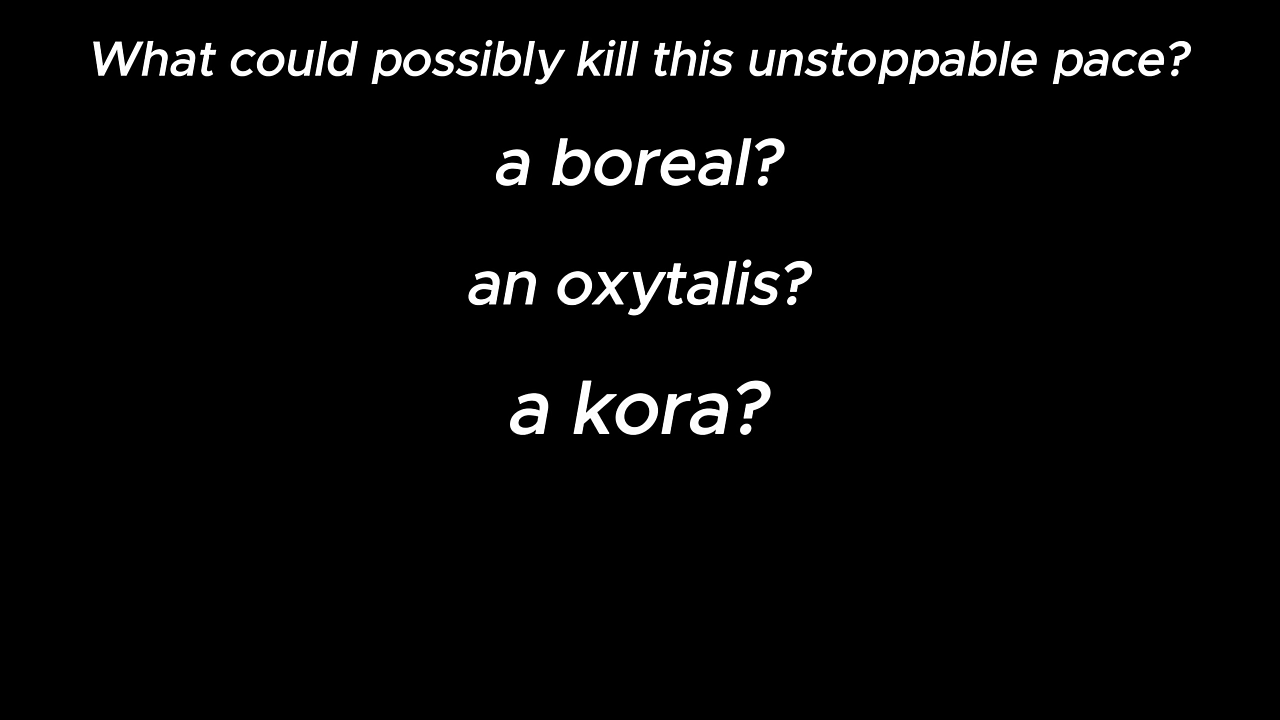 What could possibly kill this unstoppable pace?
a boreal?
an oxytalis?
a kora?